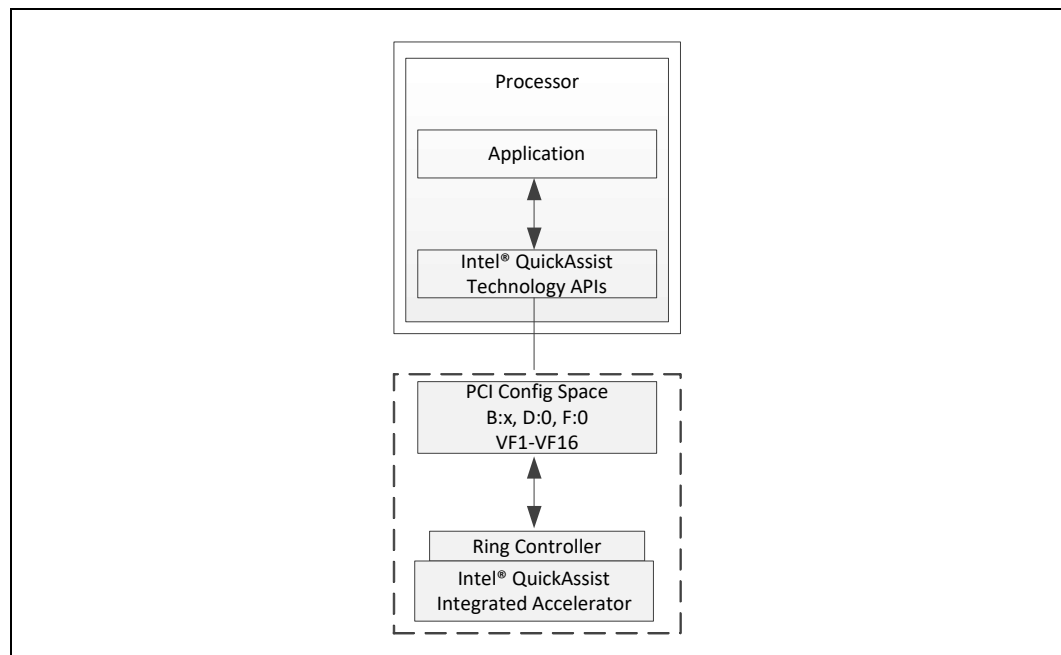 Processor
Application
Intel® QuickAssist
Technology APIs
PCI Config Space
B:x, D:0, F:0
VF1-VF16
Ring Controller
Intel® QuickAssist
Integrated Accelerator